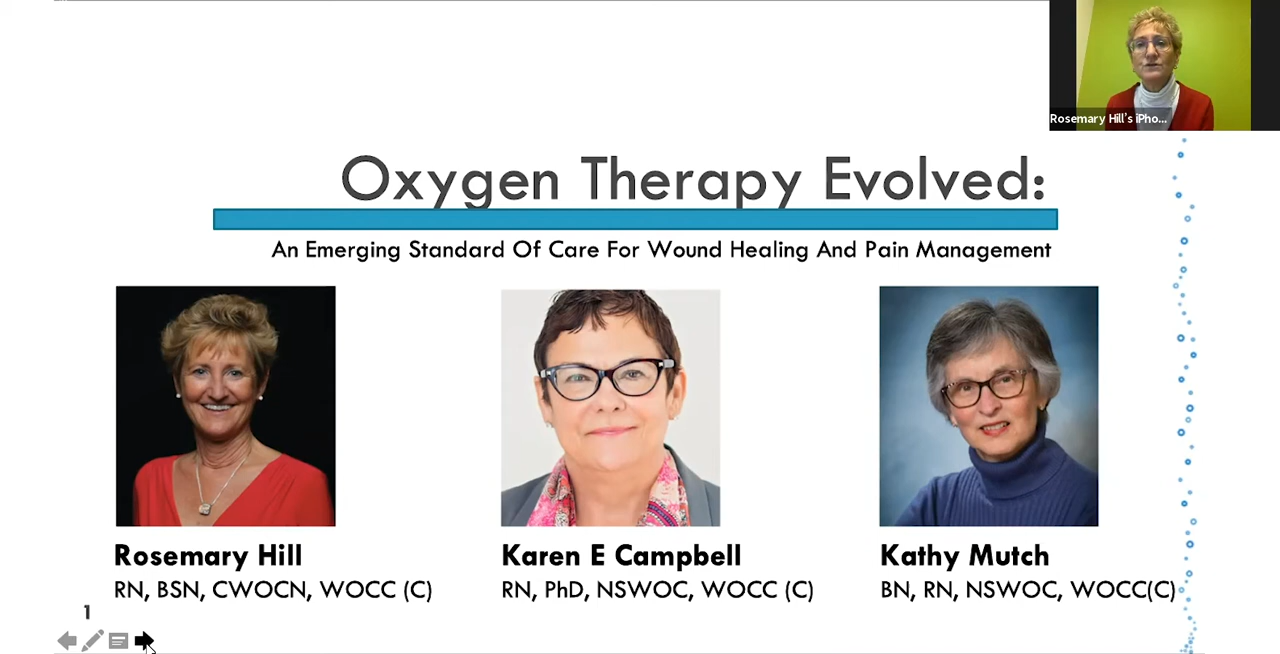 Rosemary Hill's iPho...
Oxygen Therapy Evolved:
An Emerging Standard Of Care For Wound Healing And Pain Management
Rosemary Hill
RN, BSN, CWOCN, WOCC (C)
Karen E Campbell
RN, PhD, NSWOC, WOCC (C)
Kathy Mutch
BN, RN, NSWOC, WOCC(C)
1